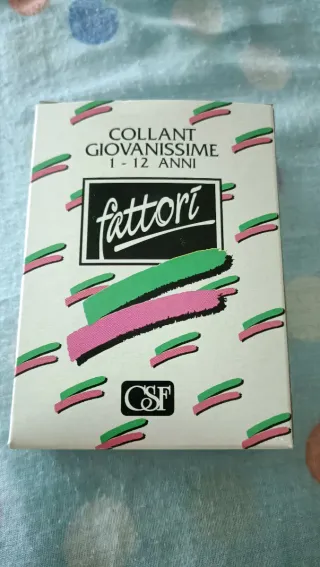 COLLANT
GIOVANISSIME
1 - 12 ANNI
fattori
CSF